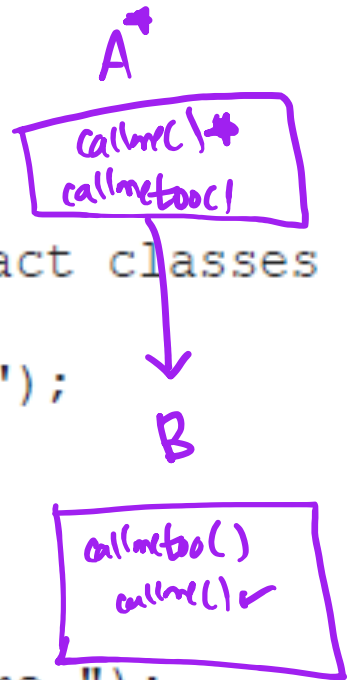 A*
callme()*
callmetoo()
act classes
");
B
callmetoo()
callme()✓
");